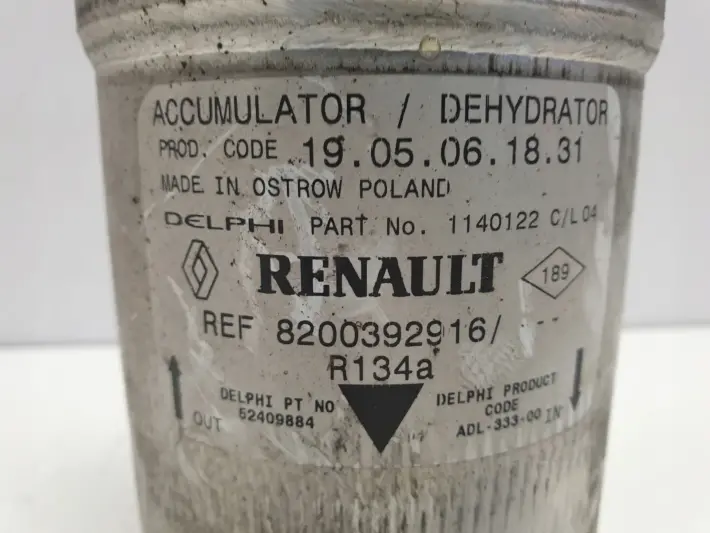 ACCUMULATOR / DEHYDRATOR
PROD. CODE 19.05.06.18.31
MADE IN OSTROW POLAND
DELPHI PART No. 1140122 C/L 04
RENAULT 189
REF 8200392916/ ---
R134a
DELPHI PT NO
52409884
DELPHI PRODUCT
CODE
ADL-333-00
OUT
IN